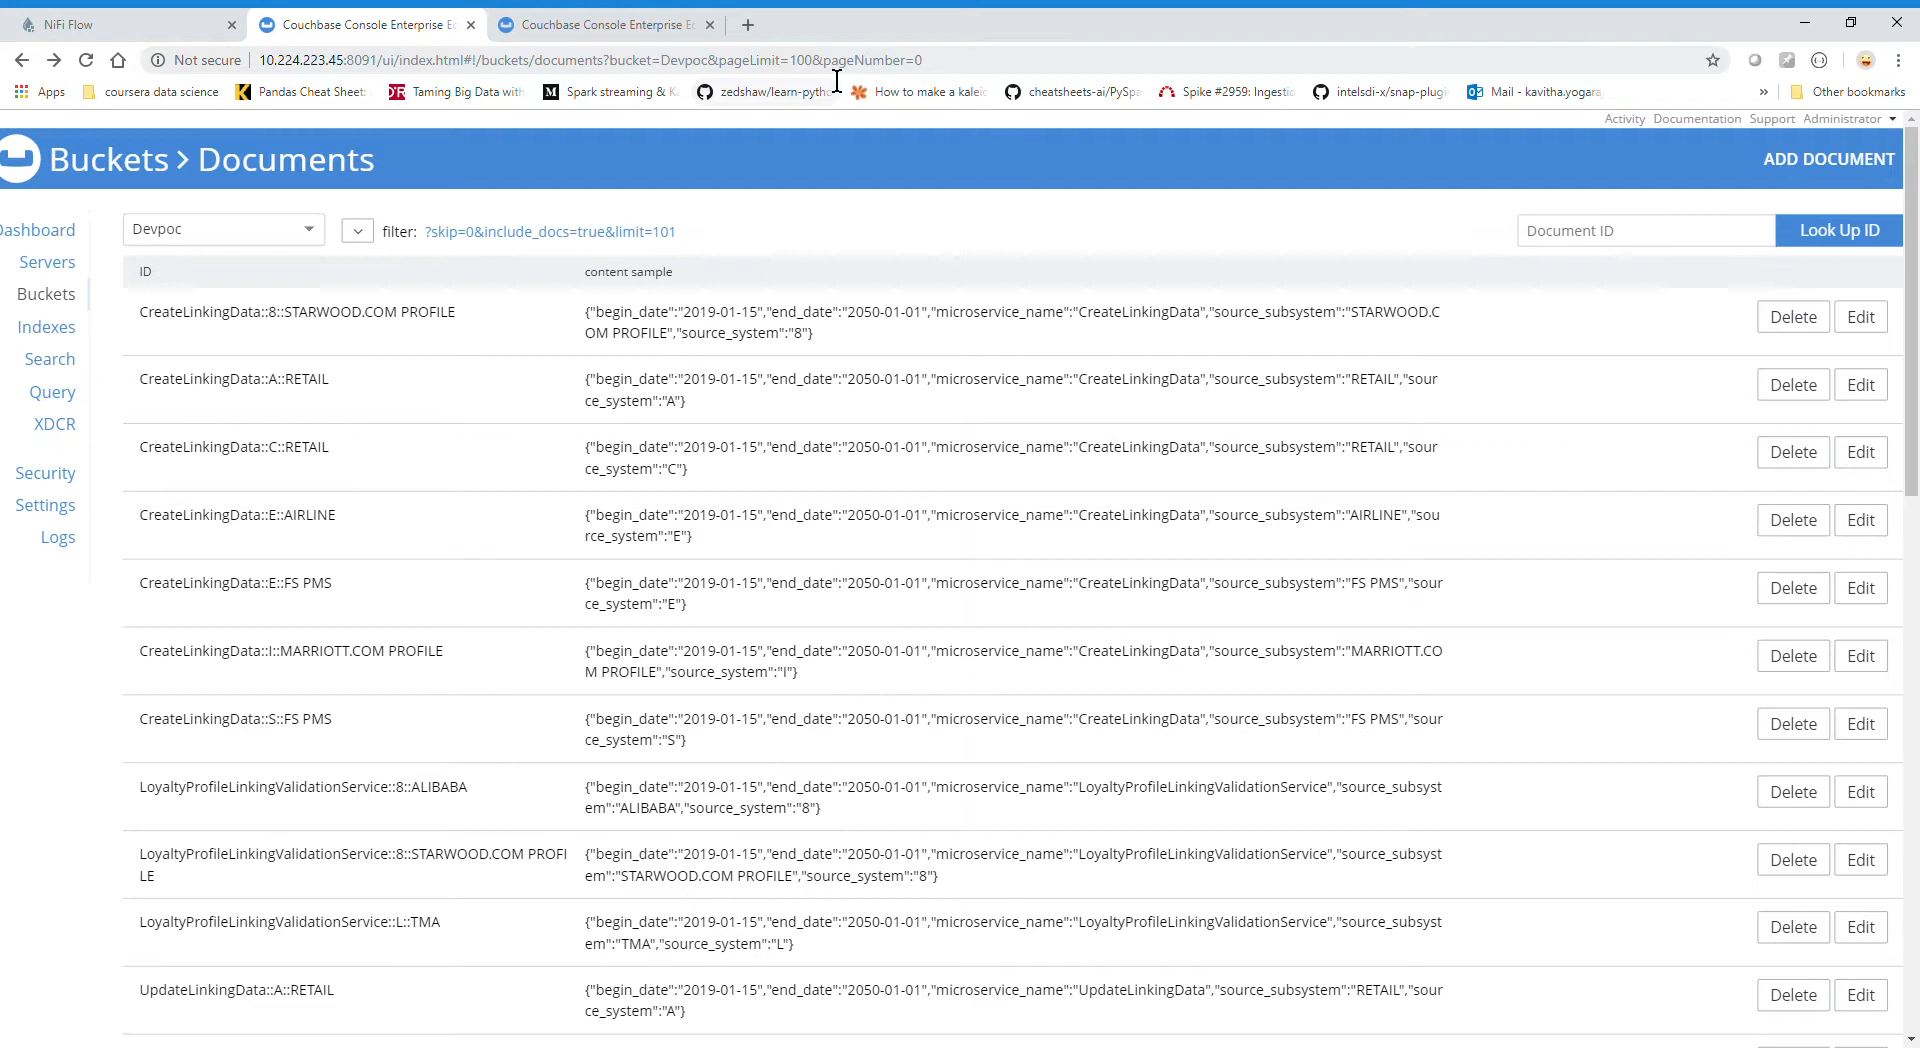 NiFi Flow
Couchbase Console Enterprise Ec
Couchbase Console Enterprise Ec
Not secure
10.224.223.45:8091/ui/index.html#!/buckets/documents?bucket=Devpoc&pageLimit=100&pageNumber=0
Apps
coursera data science
Pandas Cheat Sheet:
Taming Big Data with
Spark streaming & K
zedshaw/learn-pytho
How to make a kaleid
cheatsheets-ai/PySpa
Spike #2959: Ingestio
intelsdi-x/snap-plugi
Mail - kavitha.yogara
»
Other bookmarks
Activity
Documentation
Support
Administrator
Buckets > Documents
ADD DOCUMENT
Dashboard
Servers
Buckets
Indexes
Search
Query
XDCR
Security
Settings
Logs
Devpoc
filter: ?skip=0&include_docs=true&limit=101
Document ID
Look Up ID
ID
content sample
CreateLinkingData::8::STARWOOD.COM PROFILE
{"begin_date":"2019-01-15","end_date":"2050-01-01","microservice_name":"CreateLinkingData","source_subsystem":"STARWOOD.C
OM PROFILE","source_system":"8"}
Delete
Edit
CreateLinkingData::A::RETAIL
{"begin_date":"2019-01-15","end_date":"2050-01-01","microservice_name":"CreateLinkingData","source_subsystem":"RETAIL","sour
ce_system":"A"}
Delete
Edit
CreateLinkingData::C::RETAIL
{"begin_date":"2019-01-15","end_date":"2050-01-01","microservice_name":"CreateLinkingData","source_subsystem":"RETAIL","sour
ce_system":"C"}
Delete
Edit
CreateLinkingData::E::AIRLINE
{"begin_date":"2019-01-15","end_date":"2050-01-01","microservice_name":"CreateLinkingData","source_subsystem":"AIRLINE","sou
rce_system":"E"}
Delete
Edit
CreateLinkingData::E::FS PMS
{"begin_date":"2019-01-15","end_date":"2050-01-01","microservice_name":"CreateLinkingData","source_subsystem":"FS PMS","sour
ce_system":"E"}
Delete
Edit
CreateLinkingData::I::MARRIOTT.COM PROFILE
{"begin_date":"2019-01-15","end_date":"2050-01-01","microservice_name":"CreateLinkingData","source_subsystem":"MARRIOTT.CO
M PROFILE","source_system":"I"}
Delete
Edit
CreateLinkingData::S::FS PMS
{"begin_date":"2019-01-15","end_date":"2050-01-01","microservice_name":"CreateLinkingData","source_subsystem":"FS PMS","sour
ce_system":"S"}
Delete
Edit
LoyaltyProfileLinkingValidationService::8::ALIBABA
{"begin_date":"2019-01-15","end_date":"2050-01-01","microservice_name":"LoyaltyProfileLinkingValidationService","source_subsyst
em":"ALIBABA","source_system":"8"}
Delete
Edit
LoyaltyProfileLinkingValidationService::8::STARWOOD.COM PROFI
LE
{"begin_date":"2019-01-15","end_date":"2050-01-01","microservice_name":"LoyaltyProfileLinkingValidationService","source_subsyst
em":"STARWOOD.COM PROFILE","source_system":"8"}
Delete
Edit
LoyaltyProfileLinkingValidationService::L::TMA
{"begin_date":"2019-01-15","end_date":"2050-01-01","microservice_name":"LoyaltyProfileLinkingValidationService","source_subsyst
em":"TMA","source_system":"L"}
Delete
Edit
UpdateLinkingData::A::RETAIL
{"begin_date":"2019-01-15","end_date":"2050-01-01","microservice_name":"UpdateLinkingData","source_subsystem":"RETAIL","sour
ce_system":"A"}
Delete
Edit